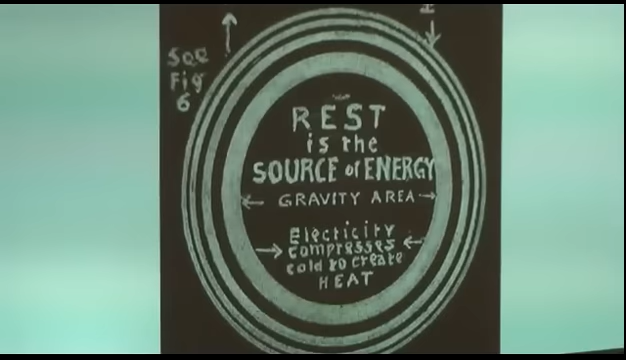 See
Fig
6
REST
is the
SOURCE of ENERGY
GRAVITY AREA
Electicity
compresses
cold to create
HEAT